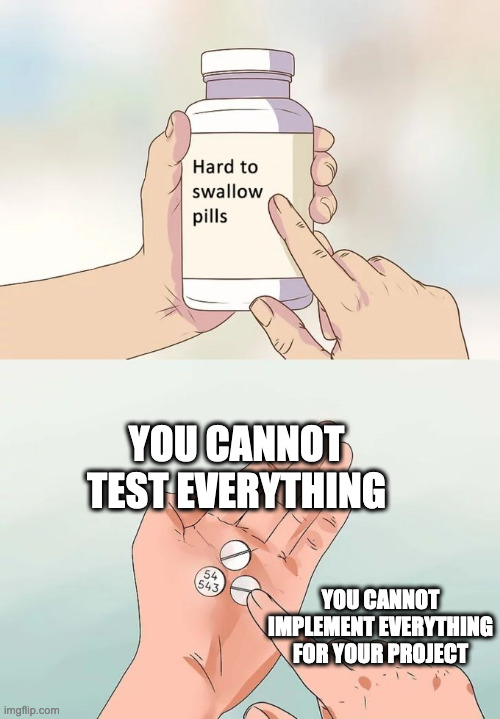 Hard to
swallow
pills
YOU CANNOT
TEST EVERYTHING
54
543
YOU CANNOT
IMPLEMENT EVERYTHING
FOR YOUR PROJECT
imgflip.com